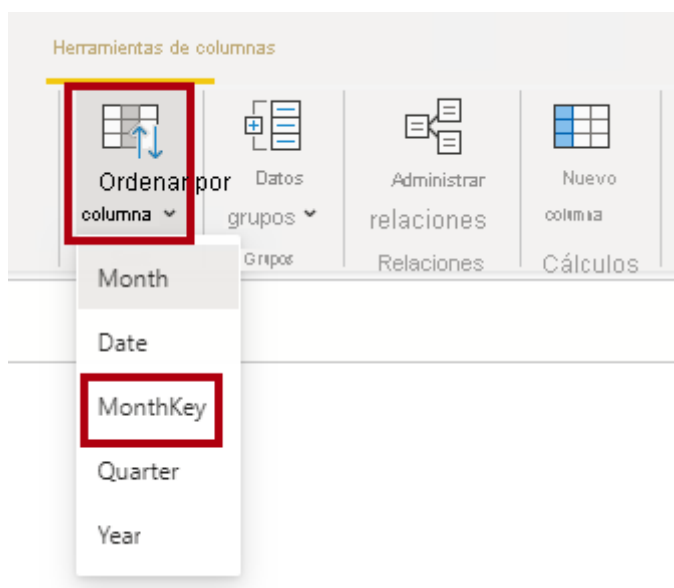 Herramientas de columnas
Ordenar por
columna
Datos
grupos
Grupos
Administrar
relaciones
Relaciones
Nuevo
columna
Cálculos
Month
Date
MonthKey
Quarter
Year